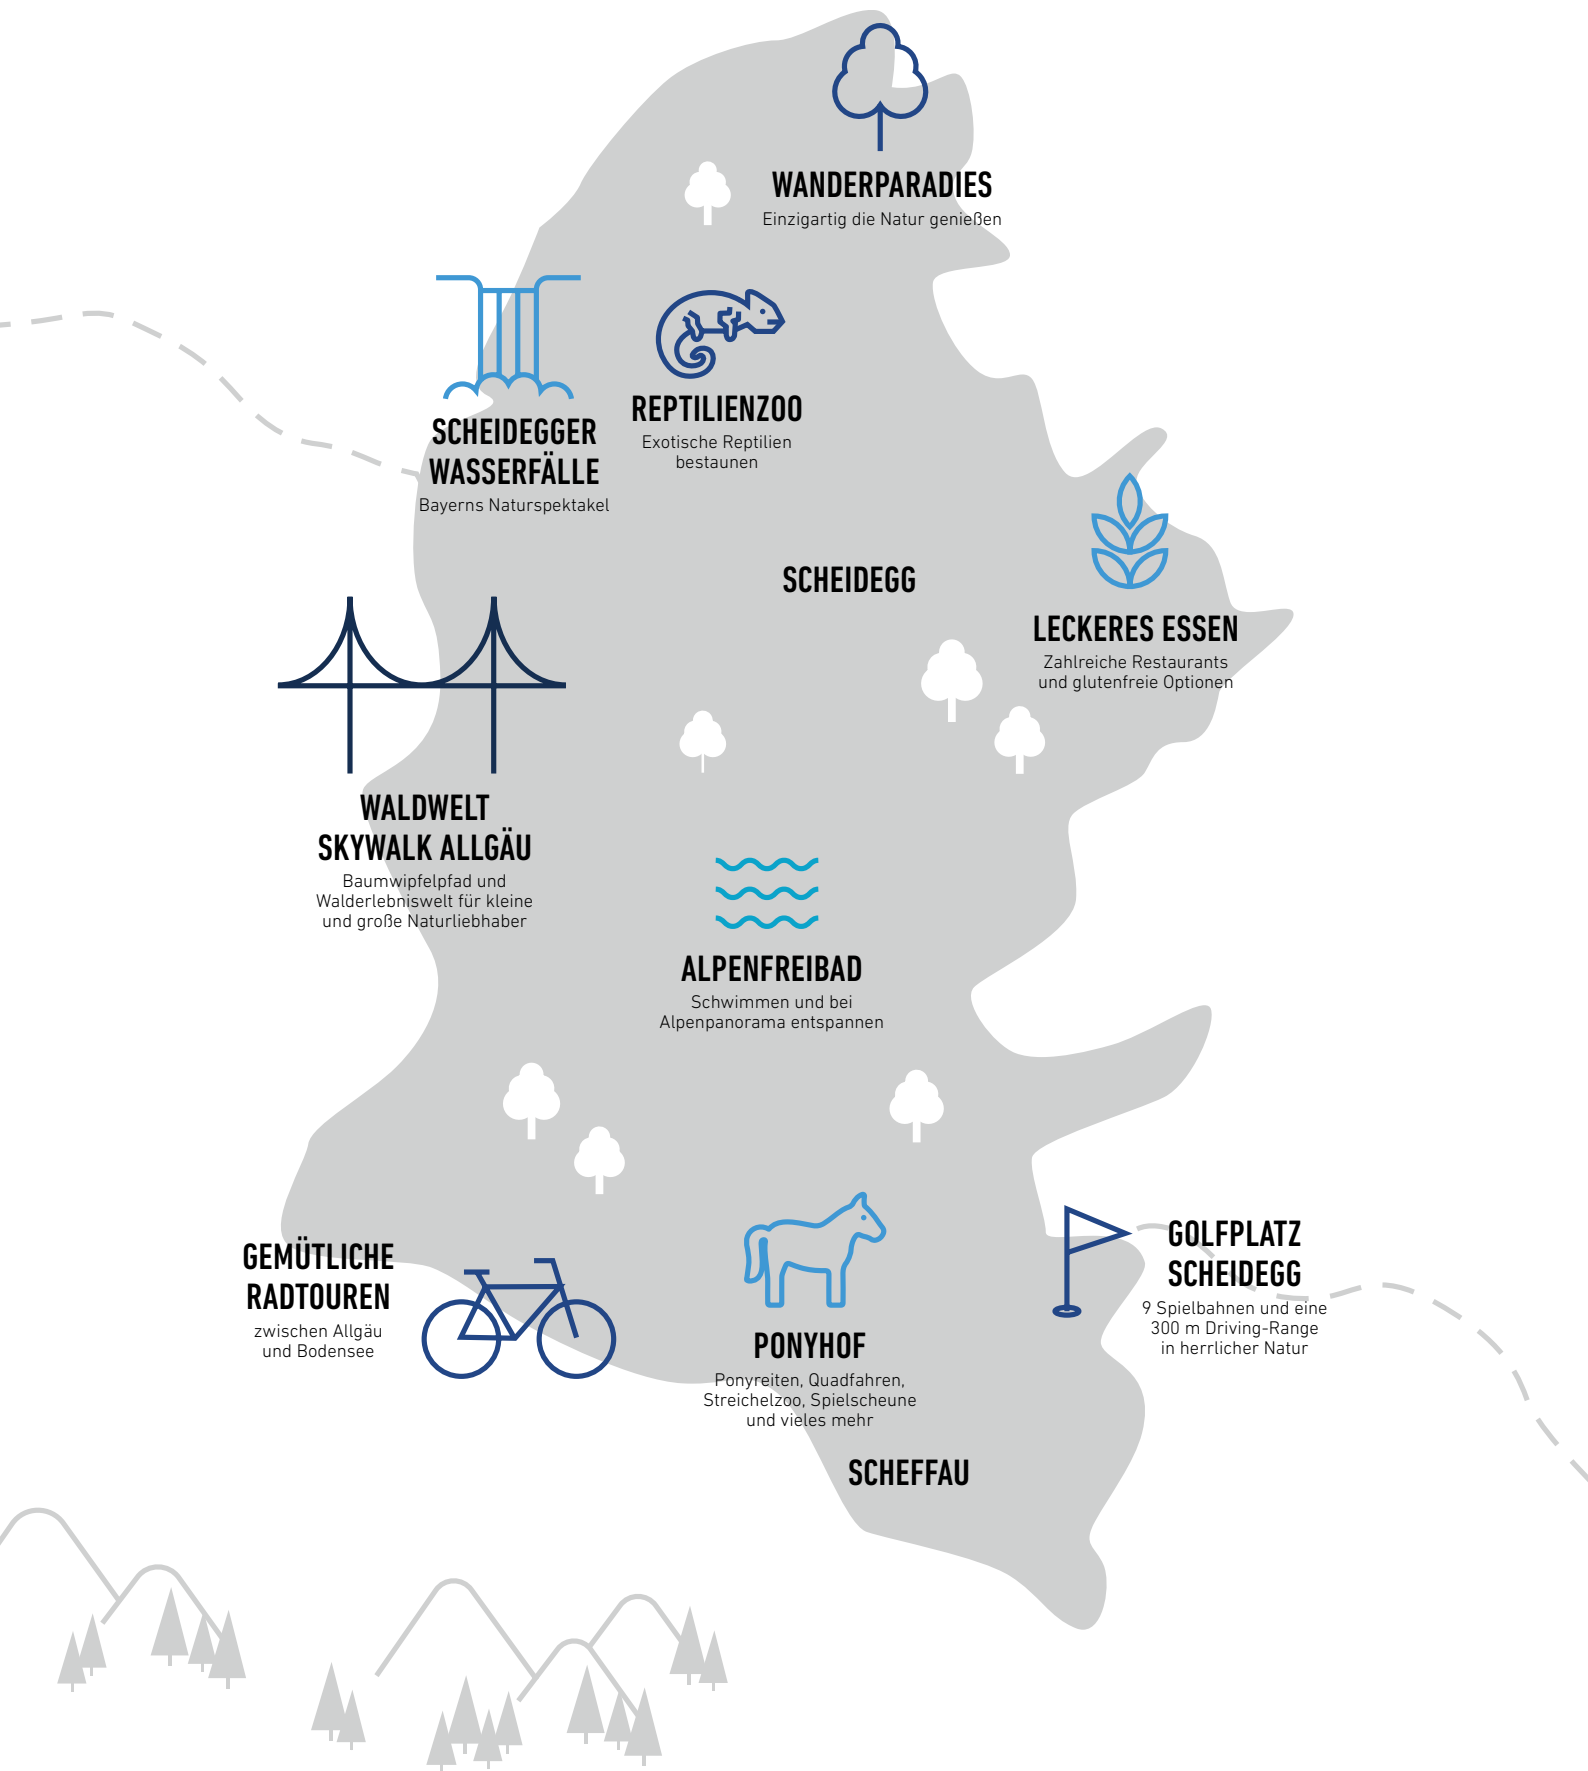 WANDERPARADIES
Einzigartig die Natur genießen
SCHEIDEGGER
WASSERFÄLLE
Bayerns Naturspektakel
REPTILIENZOO
Exotische Reptilien
bestaunen
SCHEIDEGG
LECKERES ESSEN
Zahlreiche Restaurants
und glutenfreie Optionen
WALDWELT
SKYWALK ALLGÄU
Baumwipfelpfad und
Walderlebniswelt für kleine
und große Naturliebhaber
ALPENFREIBAD
Schwimmen und bei
Alpenpanorama entspannen
GEMÜTLICHE
RADTOUREN
zwischen Allgäu
und Bodensee
PONYHOF
Ponyreiten, Quadfahren,
Streichelzoo, Spielscheune
und vieles mehr
GOLFPLATZ
SCHEIDEGG
9 Spielbahnen und eine
300 m Driving-Range
in herrlicher Natur
SCHEFFAU